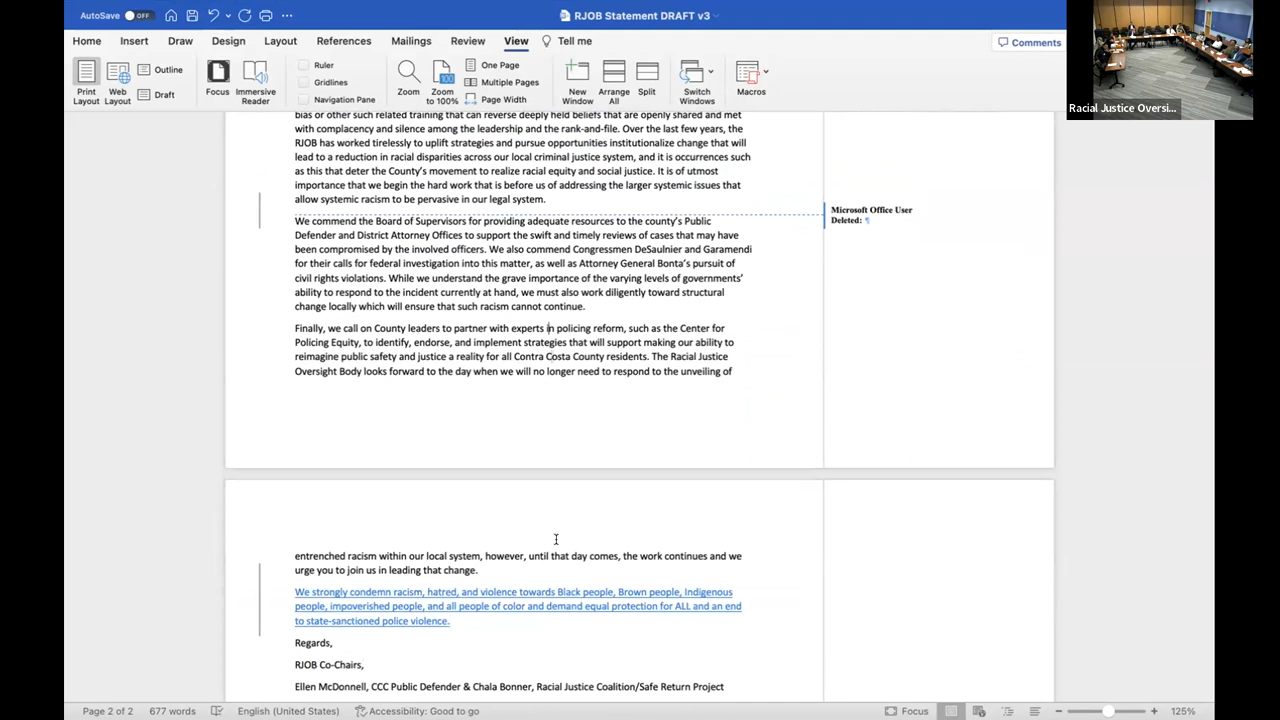 AutoSave OFF
RJOB Statement DRAFT v3
Home Insert Draw Design Layout References Mailings Review View Tell me
Comments
Print Layout
Web Layout
Outline
Draft
Focus
Immersive Reader
Ruler
Gridlines
Navigation Pane
Zoom
Zoom to 100%
One Page
Multiple Pages
Page Width
New Window
Arrange All
Split
Switch Windows
Macros
Racial Justice Oversi...
bias or other such related training that can reverse deeply held beliefs that are openly shared and met
with complacency and silence among the leadership and the rank-and-file. Over the last few years, the
RJOB has worked tirelessly to uplift strategies and pursue opportunities institutionalize change that will
lead to a reduction in racial disparities across our local criminal justice system, and it is occurrences such
as this that deter the County's movement to realize racial equity and social justice. It is of utmost
importance that we begin the hard work that is before us of addressing the larger systemic issues that
allow systemic racism to be pervasive in our legal system.
Microsoft Office User
Deleted: ¶
We commend the Board of Supervisors for providing adequate resources to the county's Public
Defender and District Attorney Offices to support the swift and timely reviews of cases that may have
been compromised by the involved officers. We also commend Congressmen DeSaulnier and Garamendi
for their calls for federal investigation into this matter, as well as Attorney General Bonta's pursuit of
civil rights violations. While we understand the grave importance of the varying levels of governments'
ability to respond to the incident currently at hand, we must also work diligently toward structural
change locally which will ensure that such racism cannot continue.
Finally, we call on County leaders to partner with experts in policing reform, such as the Center for
Policing Equity, to identify, endorse, and implement strategies that will support making our ability to
reimagine public safety and justice a reality for all Contra Costa County residents. The Racial Justice
Oversight Body looks forward to the day when we will no longer need to respond to the unveiling of
entrenched racism within our local system, however, until that day comes, the work continues and we
urge you to join us in leading that change.
We strongly condemn racism, hatred, and violence towards Black people, Brown people, Indigenous
people, impoverished people, and all people of color and demand equal protection for ALL and an end
to state-sanctioned police violence.
Regards,
RJOB Co-Chairs,
Ellen McDonnell, CCC Public Defender & Chala Bonner, Racial Justice Coalition/Safe Return Project
Page 2 of 2 677 words English (United States) Accessibility: Good to go Focus 125%